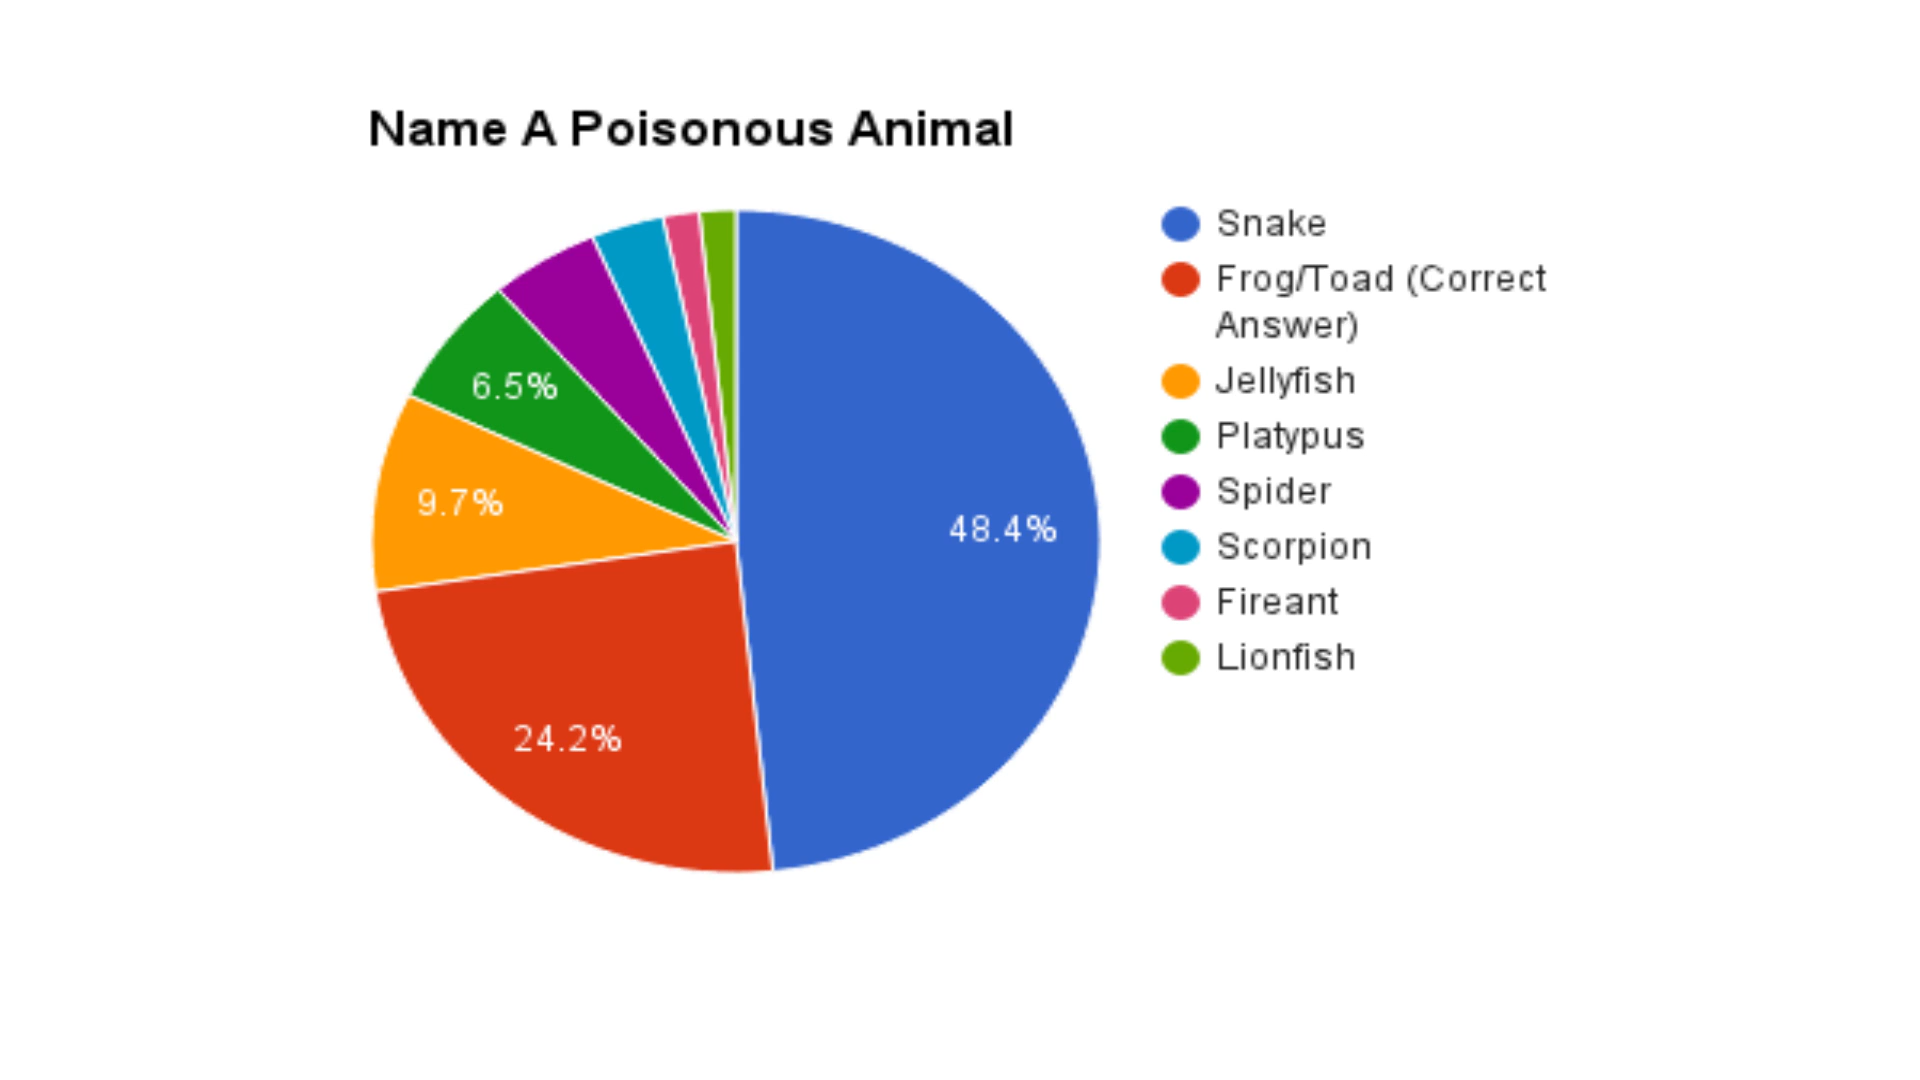 Name A Poisonous Animal
Snake
Frog/Toad (Correct
Answer)
Jellyfish
Platypus
Spider
Scorpion
Fireant
Lionfish
48.4%
24.2%
9.7%
6.5%